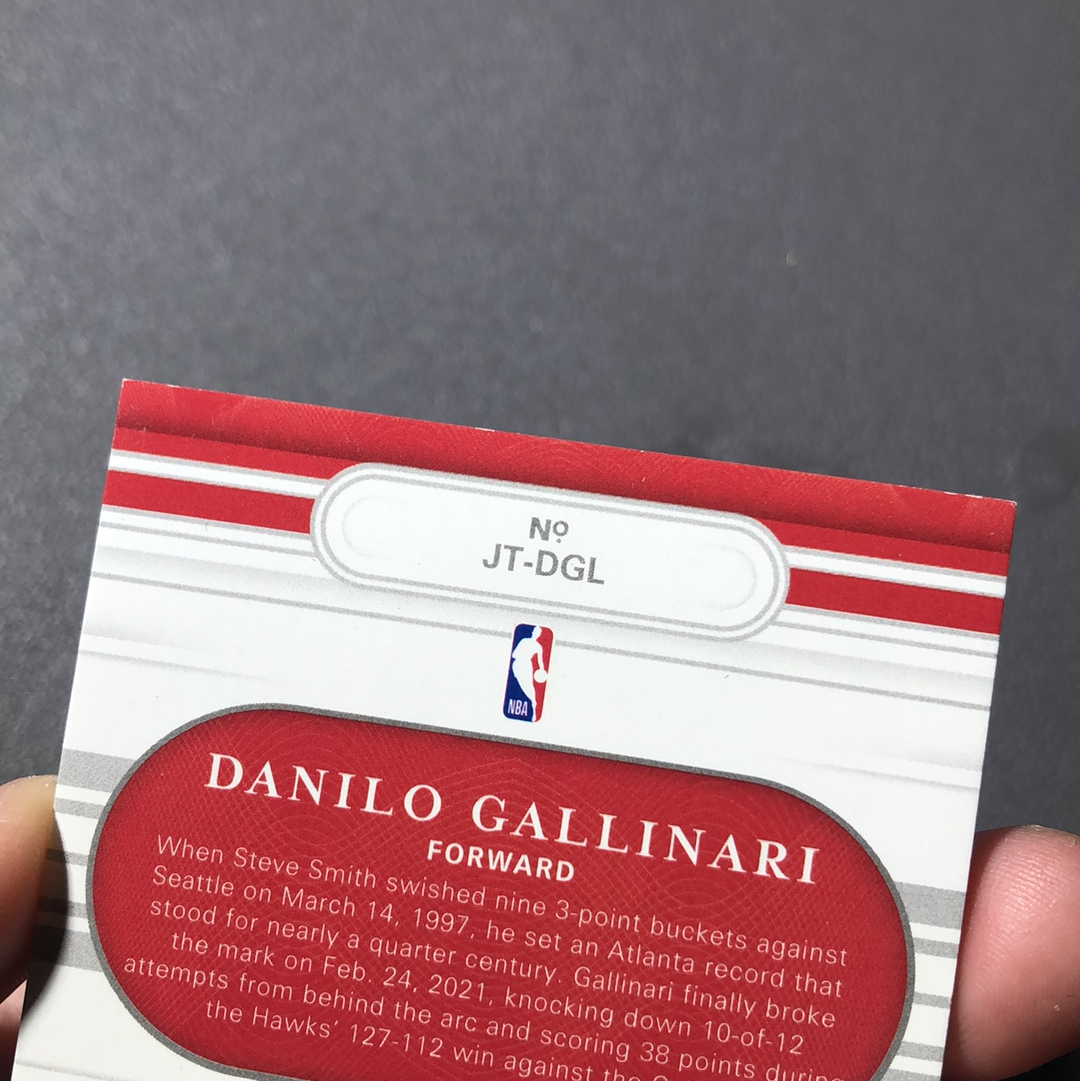 Nº
JT-DGL
NBA
DANILO GALLINARI
FORWARD
When Steve Smith swished nine 3-point buckets against
Seattle on March 14, 1997, he set an Atlanta record that
stood for nearly a quarter century. Gallinari finally broke
the mark on Feb. 24, 2021, knocking down 10-of-12
attempts from behind the arc and scoring 38 points during
the Hawks' 127-112 win against the